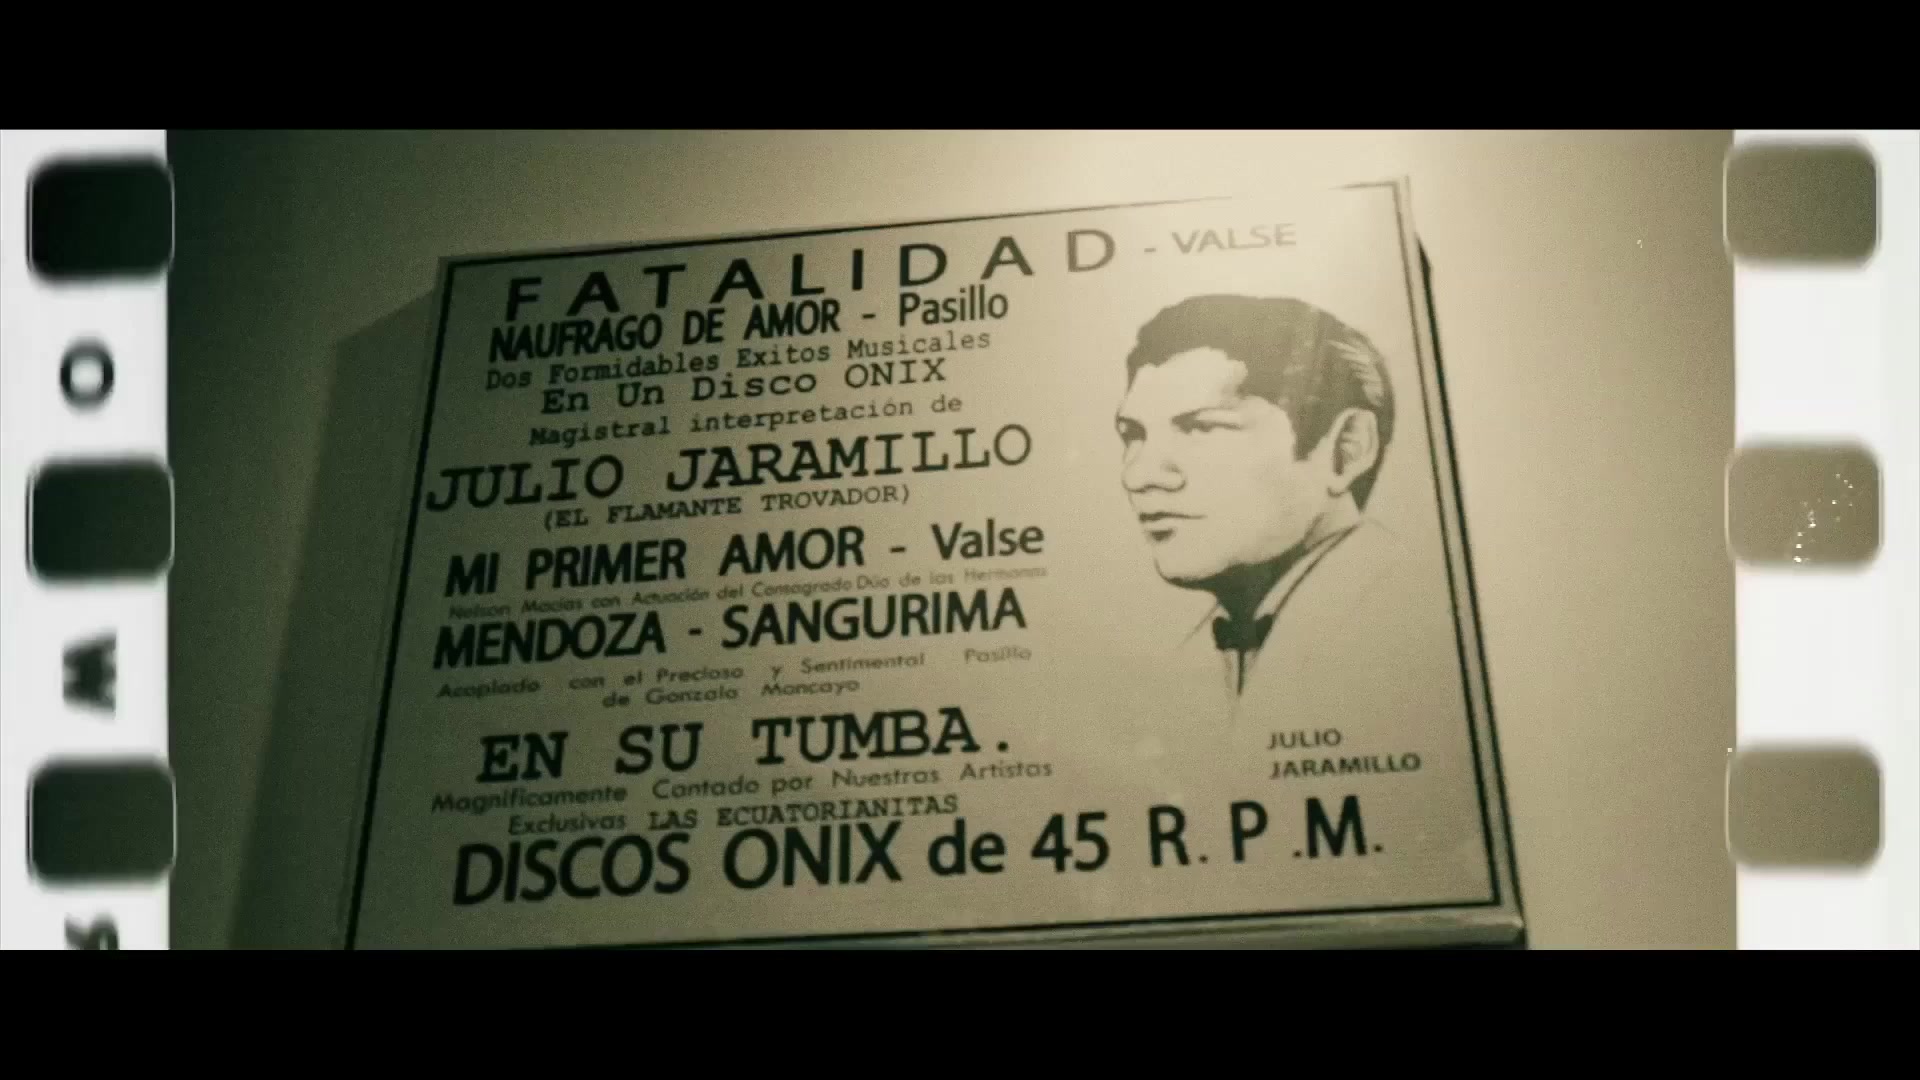 FATALIDAD - VALSE
NAUFRAGO DE AMOR - Pasillo
Dos Formidables Exitos Musicales
En Un Disco ONIX
Magistral interpretación de
JULIO JARAMILLO
(EL FLAMANTE TROVADOR)
MI PRIMER AMOR - Valse
Nelson Macias con Actuación del Consagrado Dúo de las Hermanas
MENDOZA - SANGURIMA
Acoplado con el Precioso y Sentimental Pasillo
de Gonzalo Moncayo
EN SU TUMBA.
Magnificamente Cantado por Nuestras Artistas
Exclusivas LAS ECUATORIANITAS
DISCOS ONIX de 45 R. P .M.
JULIO
JARAMILLO